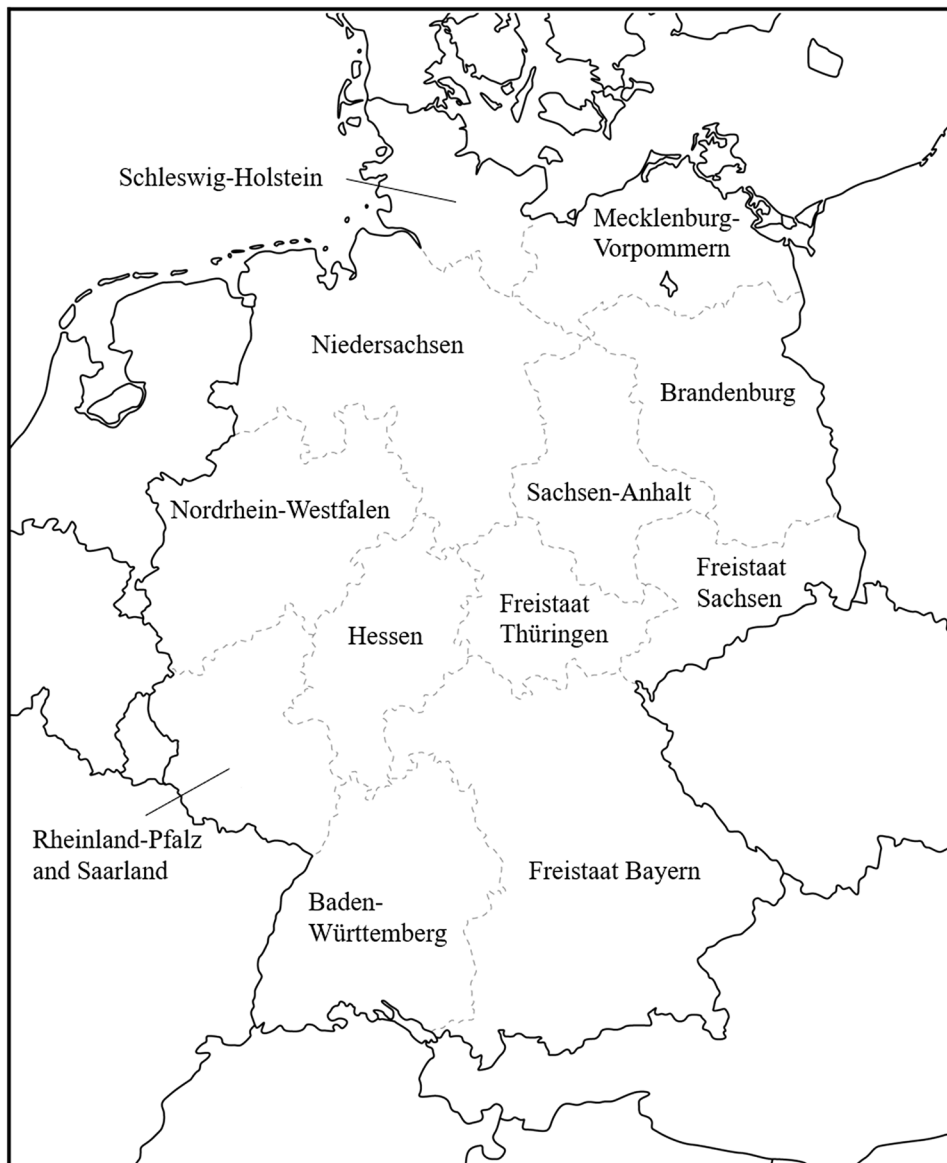 Schleswig-Holstein
Mecklenburg-
Vorpommern
Niedersachsen
Brandenburg
Sachsen-Anhalt
Nordrhein-Westfalen
Freistaat
Sachsen
Freistaat
Thüringen
Hessen
Rheinland-Pfalz
and Saarland
Freistaat Bayern
Baden-
Württemberg